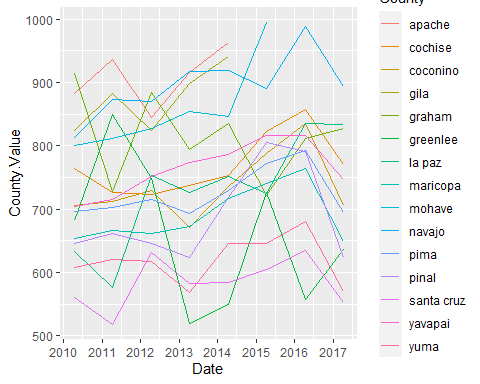 County
1000
900
800
700
600
500
County.Value
2010 2011 2012 2013 2014 2015 2016 2017
Date
apache
cochise
coconino
gila
graham
greenlee
la paz
maricopa
mohave
navajo
pima
pinal
santa cruz
yavapai
yuma